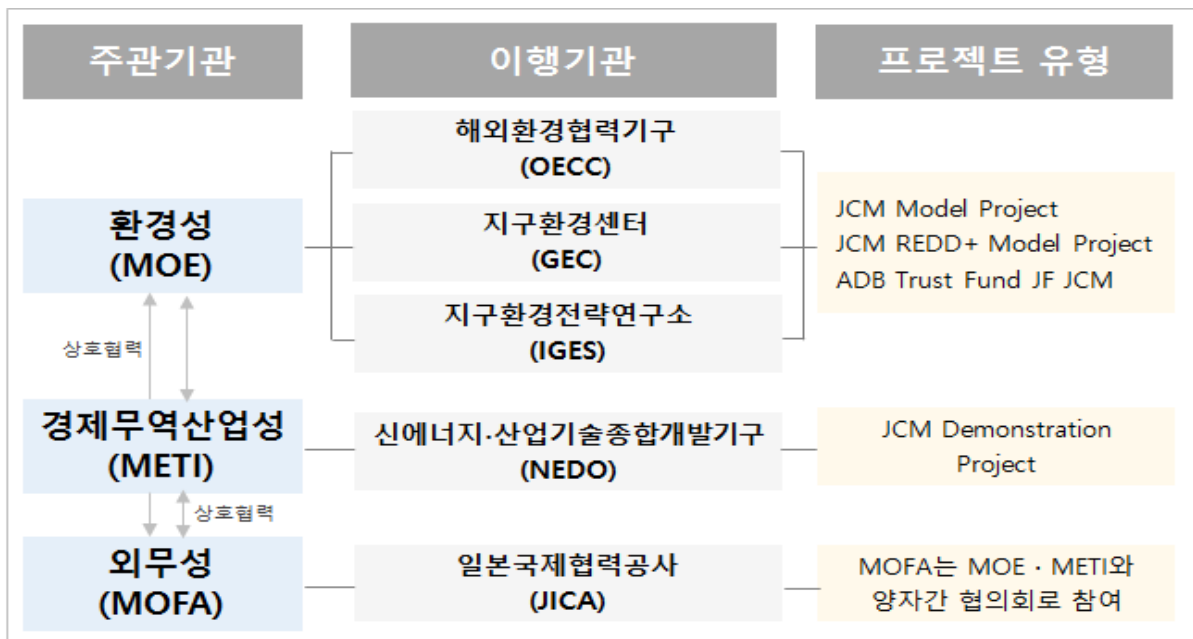 주관기관
이행기관
프로젝트 유형
해외환경협력기구
(OECC)
환경성
(MOE)
지구환경센터
(GEC)
JCM Model Project
JCM REDD+ Model Project
ADB Trust Fund JF JCM
지구환경전략연구소
(IGES)
상호협력
경제무역산업성
(METI)
신에너지·산업기술종합개발기구
(NEDO)
JCM Demonstration
Project
상호협력
외무성
(MOFA)
일본국제협력공사
(JICA)
MOFA는 MOE · METI와
양자간 협의회로 참여